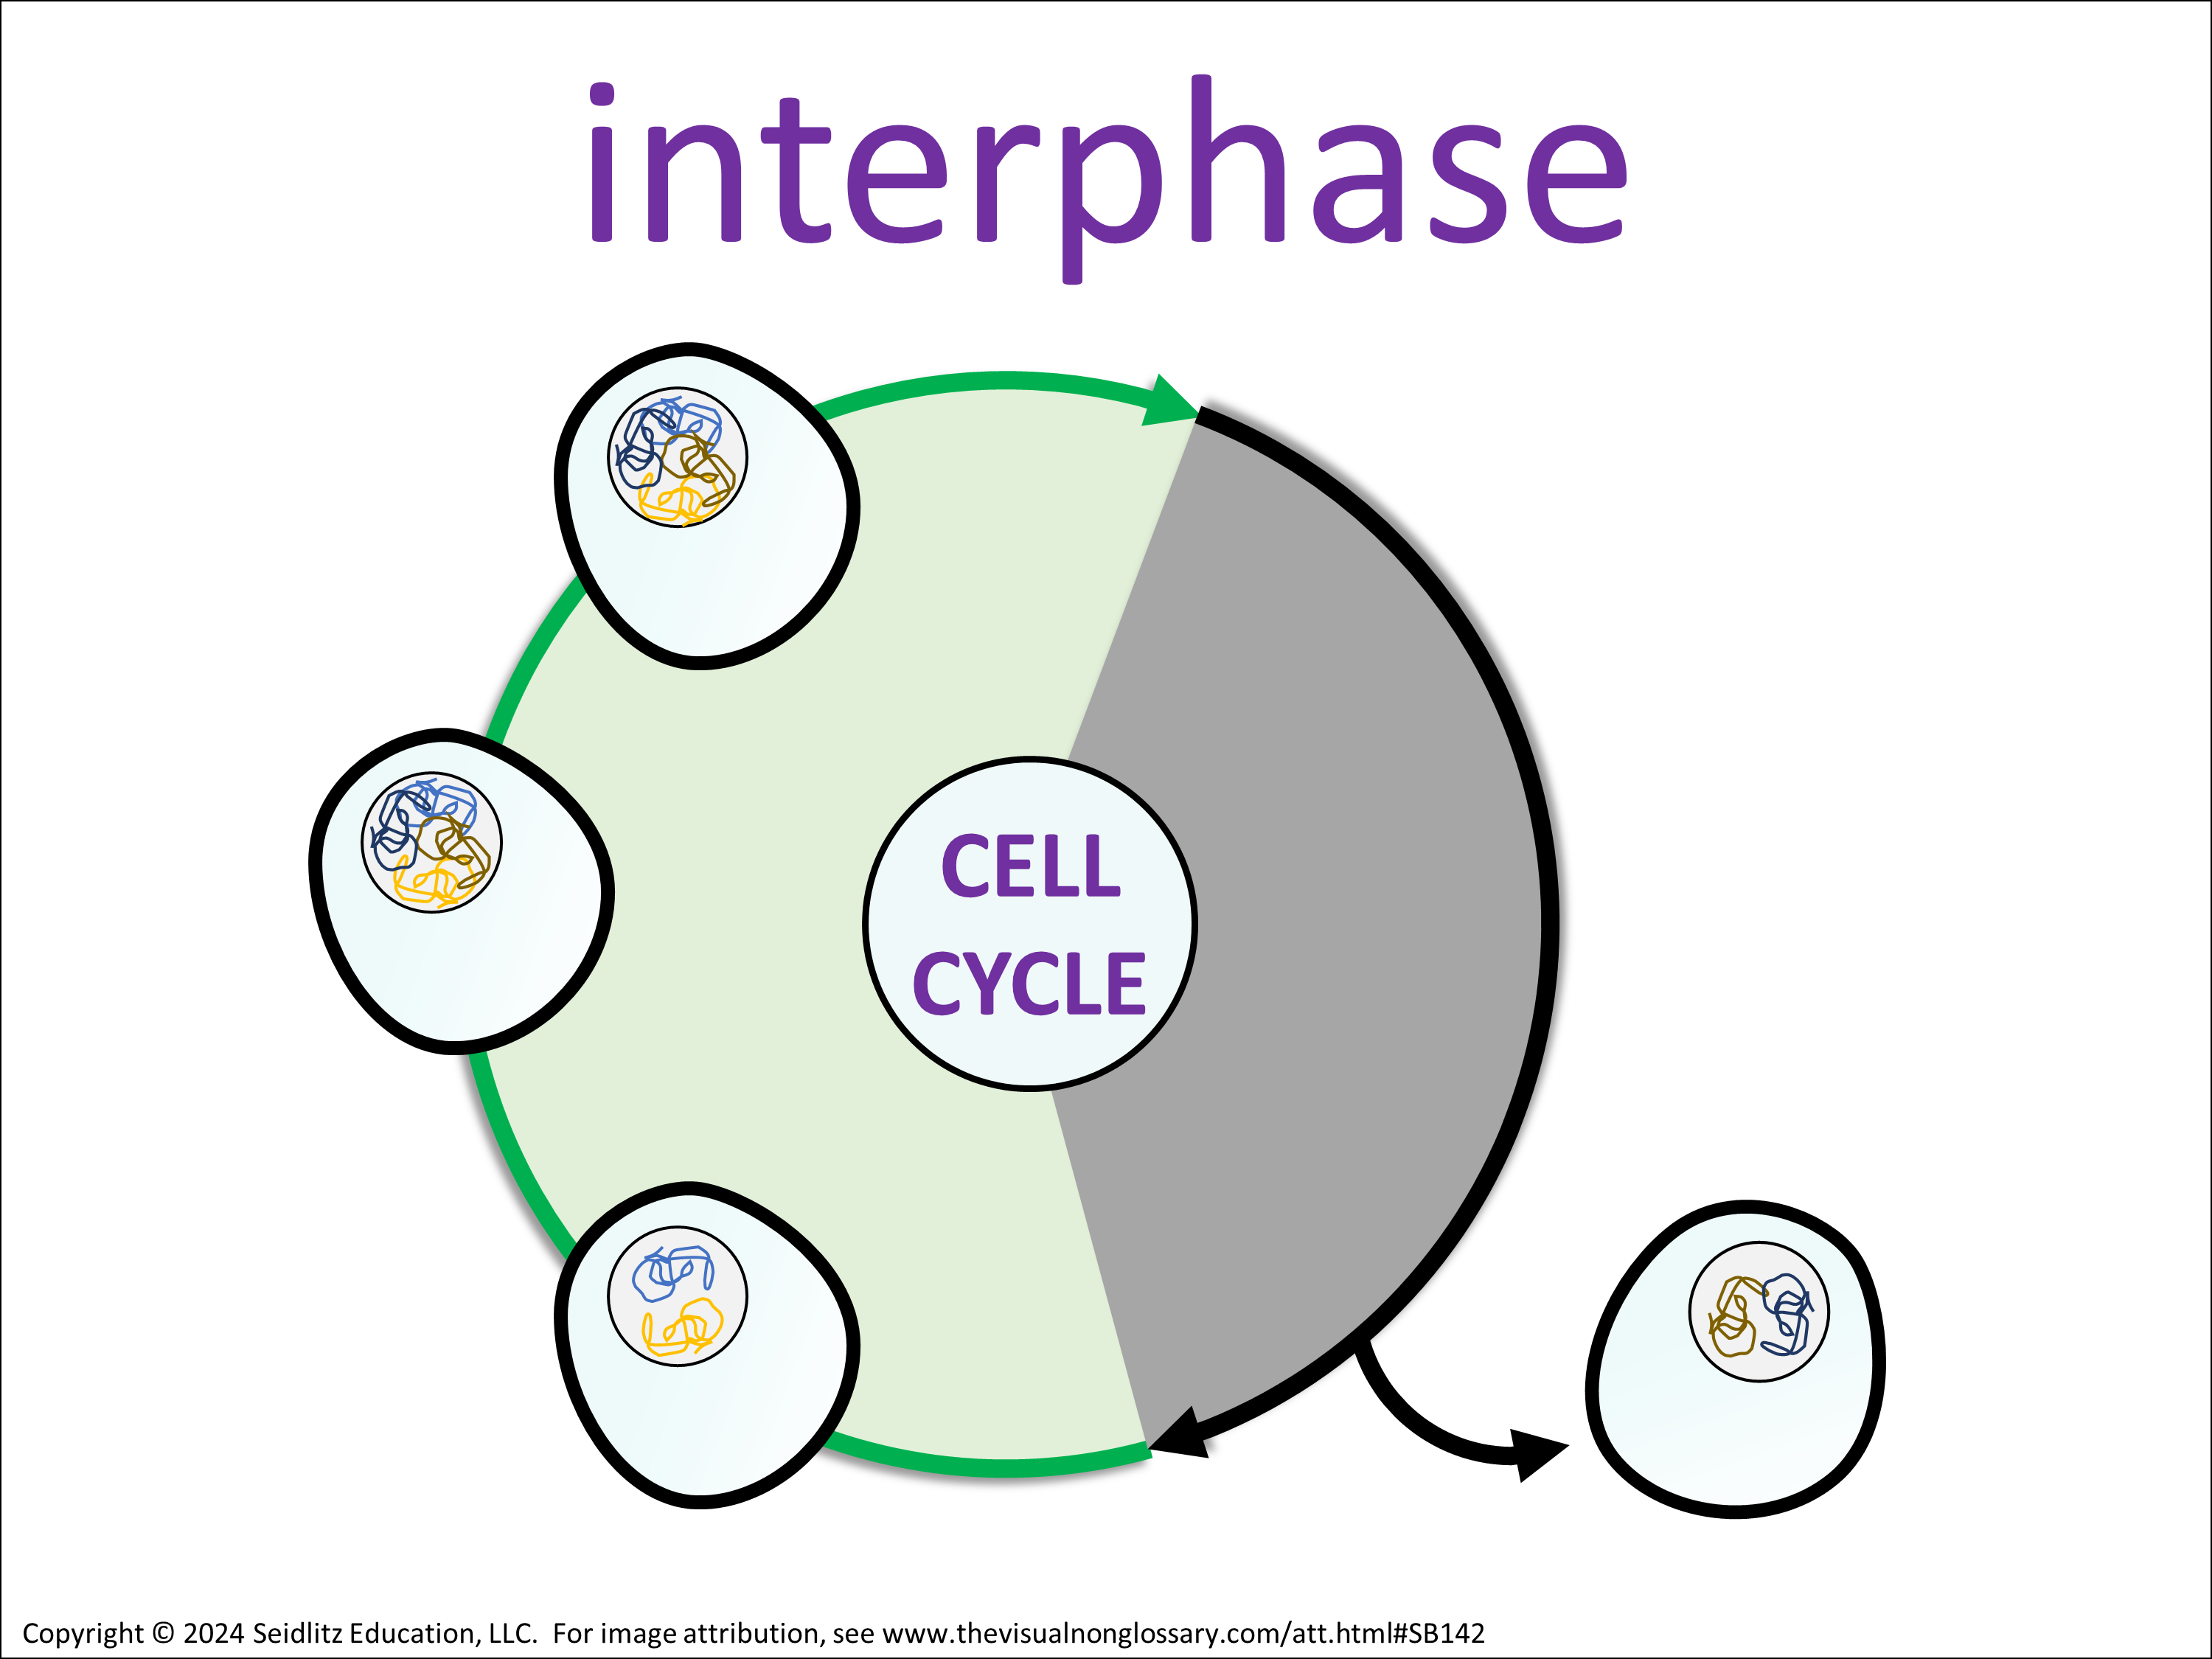 interphase
CELL
CYCLE
Copyright © 2024 Seidlitz Education, LLC.  For image attribution, see www.thevisualnonglossary.com/att.html#SB142